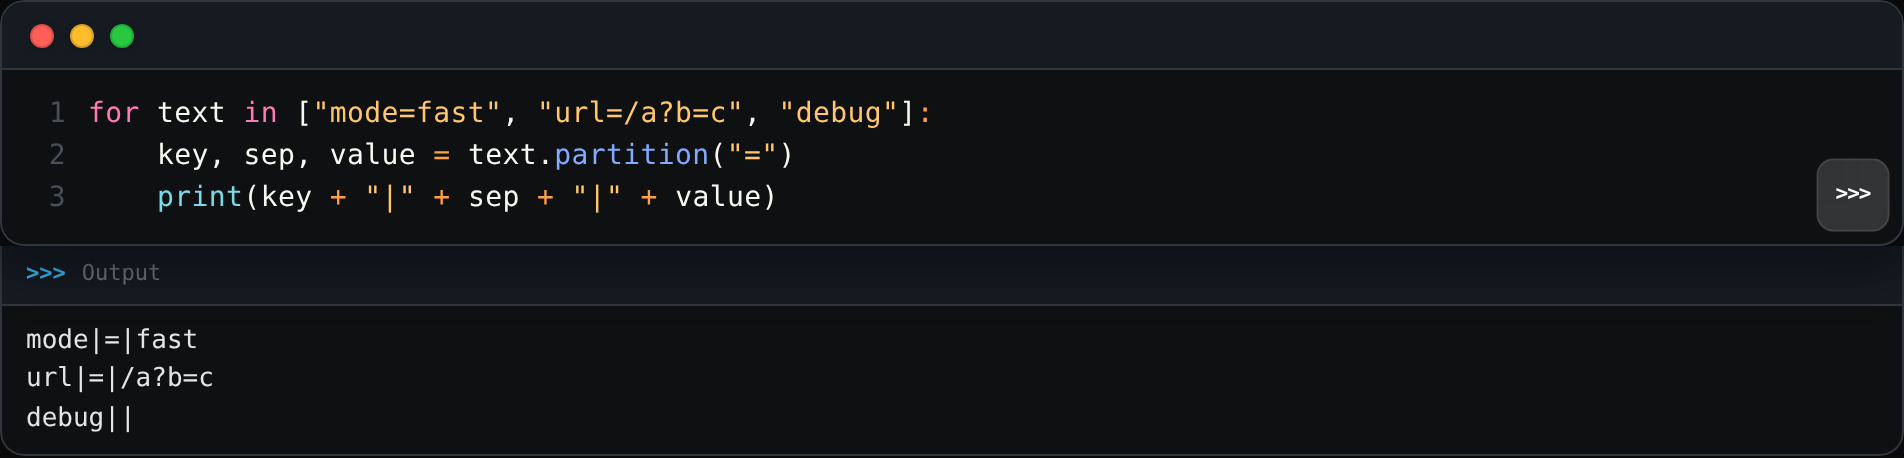 1 for text in ["mode=fast", "url=/a?b=c", "debug"]:
2     key, sep, value = text.partition("=")
3     print(key + "|" + sep + "|" + value)
>>>
>>> Output
mode|=|fast
url|=|/a?b=c
debug||